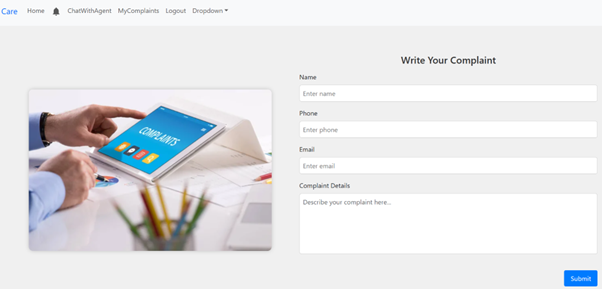 Care Home ChatWithAgent MyComplaints Logout Dropdown
Write Your Complaint
Name
Enter name
Phone
Enter phone
Email
Enter email
Complaint Details
Describe your complaint here...
Submit
COMPLAINTS